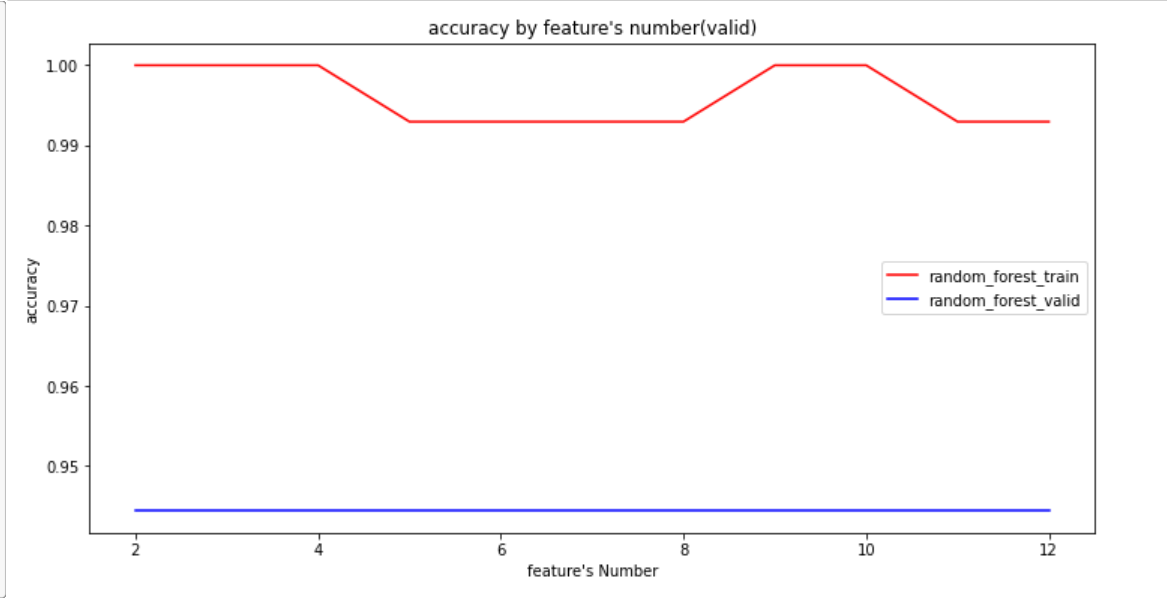 accuracy by feature's number(valid)
1.00
0.99
0.98
0.97
0.96
0.95
accuracy
random_forest_train
random_forest_valid
2 4 6 8 10 12
feature's Number